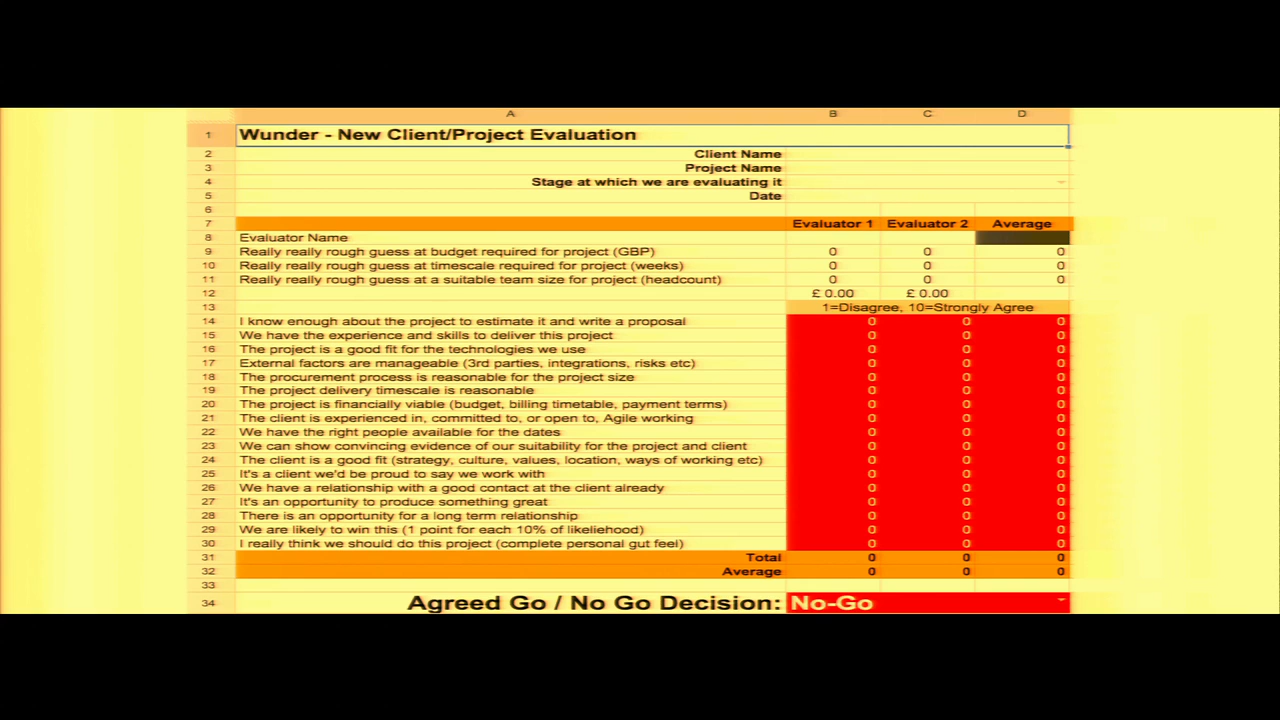 A B C D
1 Wunder - New Client/Project Evaluation
2 Client Name
3 Project Name
4 Stage at which we are evaluating it
5 Date
6
7 Evaluator 1 Evaluator 2 Average
8 Evaluator Name
9 Really really rough guess at budget required for project (GBP) 0 0 0
10 Really really rough guess at timescale required for project (weeks) 0 0 0
11 Really really rough guess at a suitable team size for project (headcount) 0 0 0
12 £ 0.00 £ 0.00
13 1=Disagree, 10=Strongly Agree
14 I know enough about the project to estimate it and write a proposal 0 0 0
15 We have the experience and skills to deliver this project 0 0 0
16 The project is a good fit for the technologies we use 0 0 0
17 External factors are manageable (3rd parties, integrations, risks etc) 0 0 0
18 The procurement process is reasonable for the project size 0 0 0
19 The project delivery timescale is reasonable 0 0 0
20 The project is financially viable (budget, billing timetable, payment terms) 0 0 0
21 The client is experienced in, committed to, or open to, Agile working 0 0 0
22 We have the right people available for the dates 0 0 0
23 We can show convincing evidence of our suitability for the project and client 0 0 0
24 The client is a good fit (strategy, culture, values, location, ways of working etc) 0 0 0
25 It's a client we'd be proud to say we work with 0 0 0
26 We have a relationship with a good contact at the client already 0 0 0
27 It's an opportunity to produce something great 0 0 0
28 There is an opportunity for a long term relationship 0 0 0
29 We are likely to win this (1 point for each 10% of likeliehood) 0 0 0
30 I really think we should do this project (complete personal gut feel) 0 0 0
31 Total 0 0 0
32 Average 0 0 0
33
34 Agreed Go / No Go Decision: No-Go